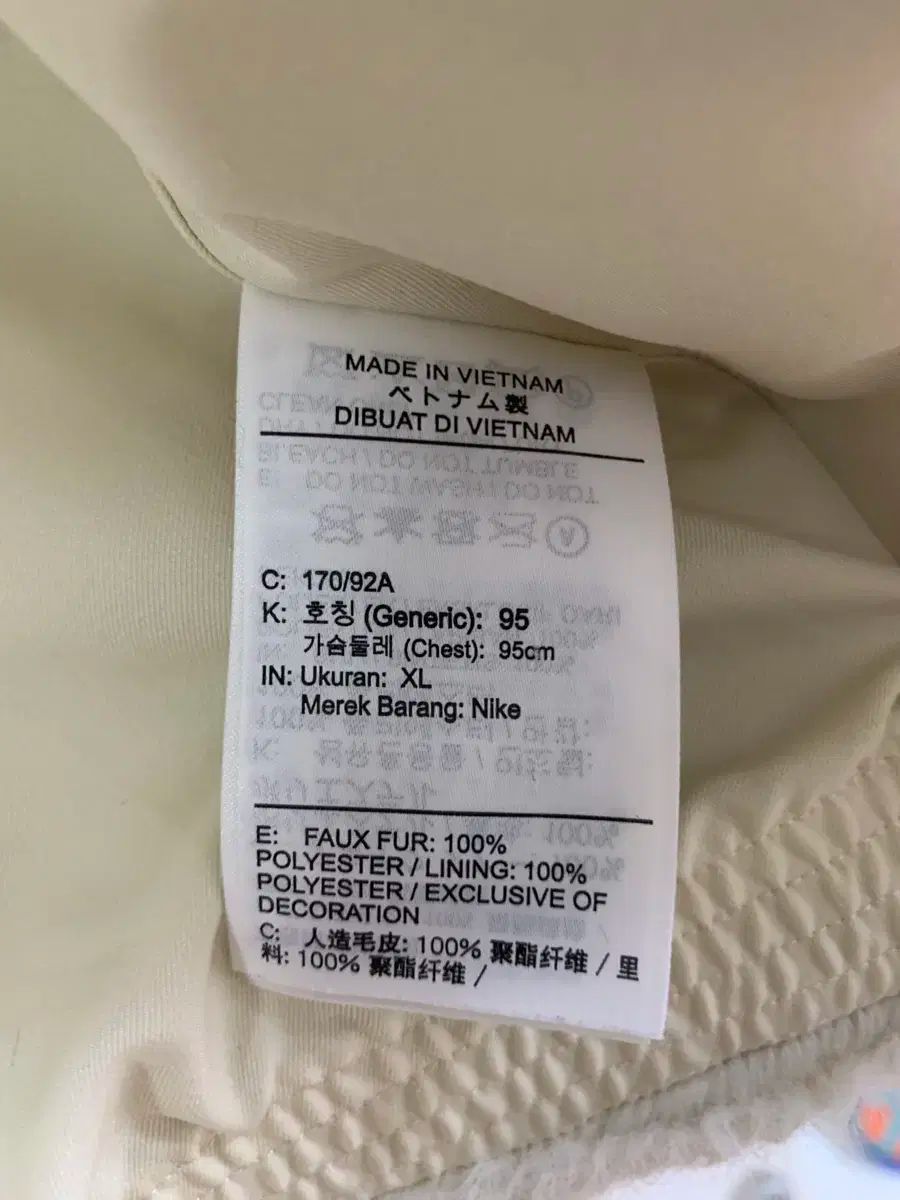 MADE IN VIETNAM
ベトナム製
DIBUAT DI VIETNAM
C: 170/92A
K: 호칭 (Generic): 95
가슴둘레 (Chest): 95cm
IN: Ukuran: XL
Merek Barang: Nike
E: FAUX FUR: 100%
POLYESTER / LINING: 100%
POLYESTER / EXCLUSIVE OF
DECORATION
C: 人造毛皮: 100% 聚酯纤维 / 里
料: 100% 聚酯纤维 /